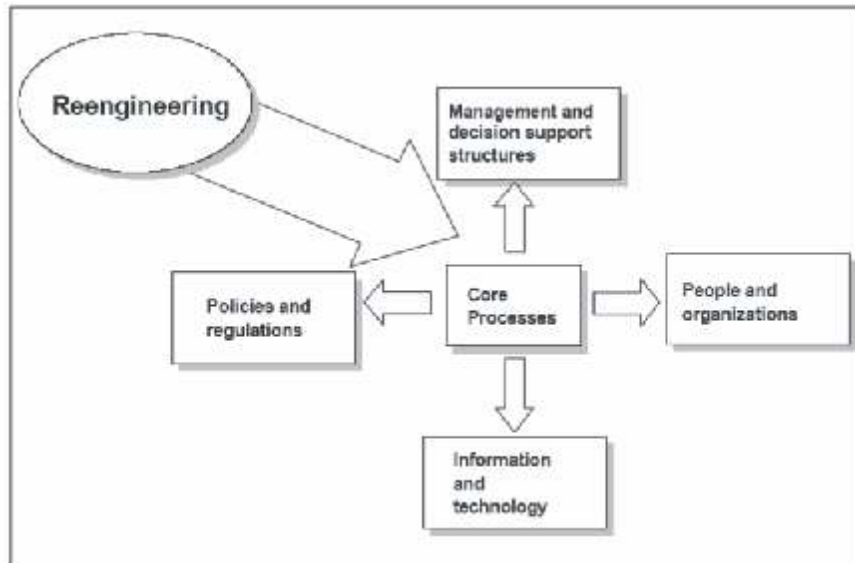 Reengineering
Management and
decision support
structures
Policies and
regulations
Core
Processes
People and
organizations
Information
and
technology